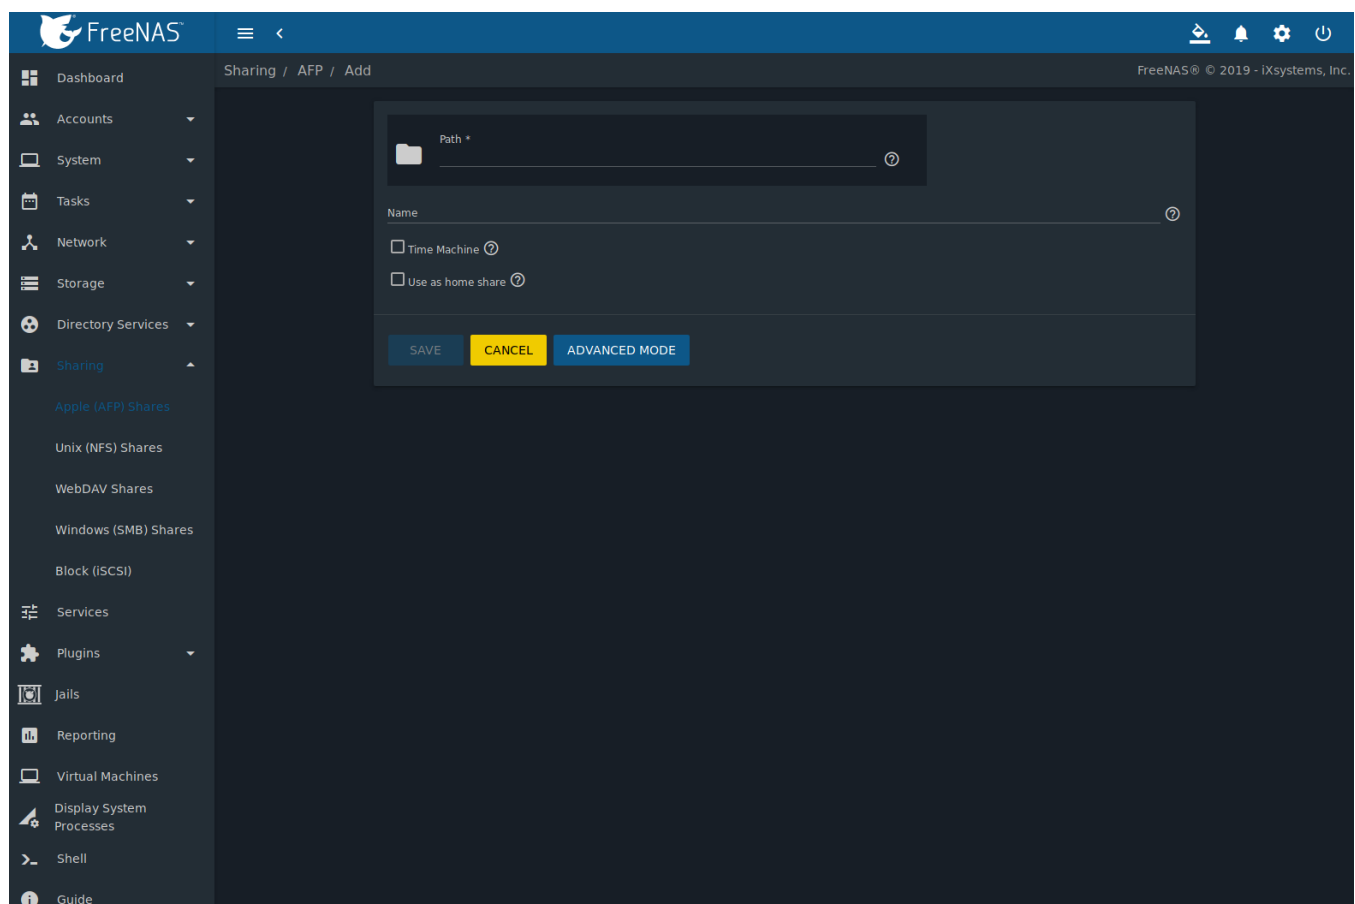 FreeNAS™
Sharing / AFP / Add
FreeNAS® © 2019 - iXsystems, Inc.
Dashboard
Accounts
System
Tasks
Network
Storage
Directory Services
Sharing
Apple (AFP) Shares
Unix (NFS) Shares
WebDAV Shares
Windows (SMB) Shares
Block (iSCSI)
Services
Plugins
Jails
Reporting
Virtual Machines
Display System
Processes
Shell
Guide
Path *
Name
Time Machine
Use as home share
SAVE CANCEL ADVANCED MODE